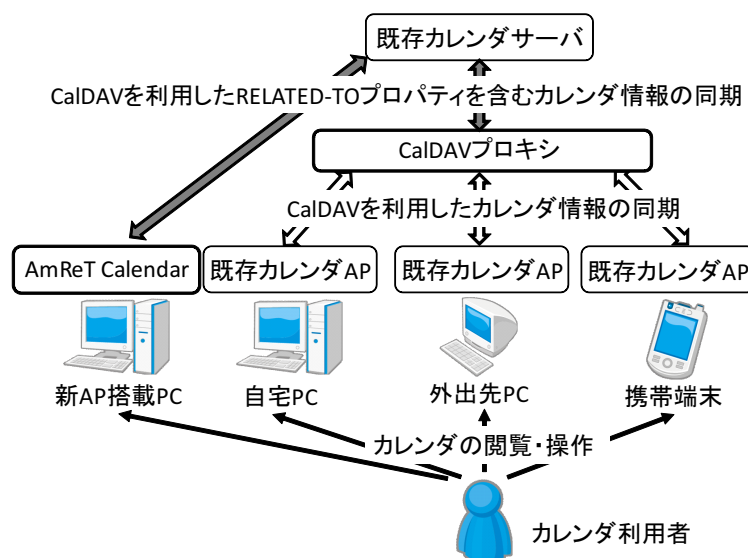 既存カレンダサーバ
CalDAVを利用したRELATED-TOプロパティを含むカレンダ情報の同期
CalDAVプロキシ
CalDAVを利用したカレンダ情報の同期
AmReT Calendar
既存カレンダAP
既存カレンダAP
既存カレンダAP
新AP搭載PC
自宅PC
外出先PC
携帯端末
カレンダの閲覧・操作
カレンダ利用者